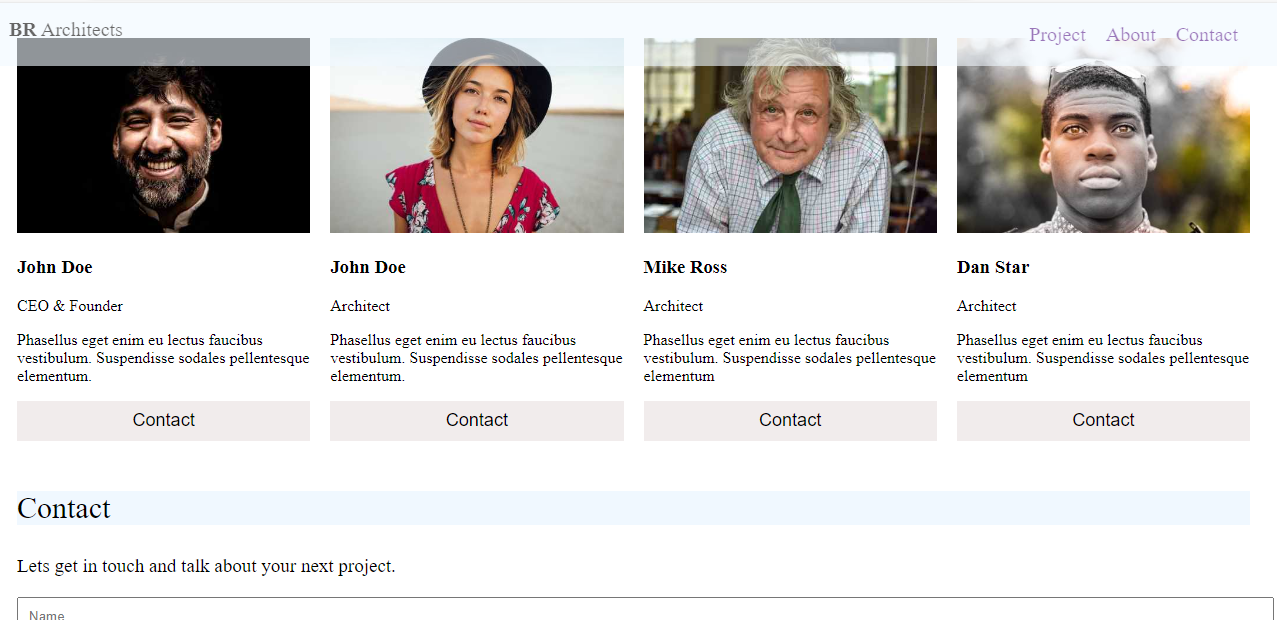 BR Architects
Project About Contact
John Doe
CEO & Founder
Phasellus eget enim eu lectus faucibus
vestibulum. Suspendisse sodales pellentesque
elementum.
Contact
John Doe
Architect
Phasellus eget enim eu lectus faucibus
vestibulum. Suspendisse sodales pellentesque
elementum.
Contact
Mike Ross
Architect
Phasellus eget enim eu lectus faucibus
vestibulum. Suspendisse sodales pellentesque
elementum
Contact
Dan Star
Architect
Phasellus eget enim eu lectus faucibus
vestibulum. Suspendisse sodales pellentesque
elementum
Contact
Contact
Lets get in touch and talk about your next project.
Name